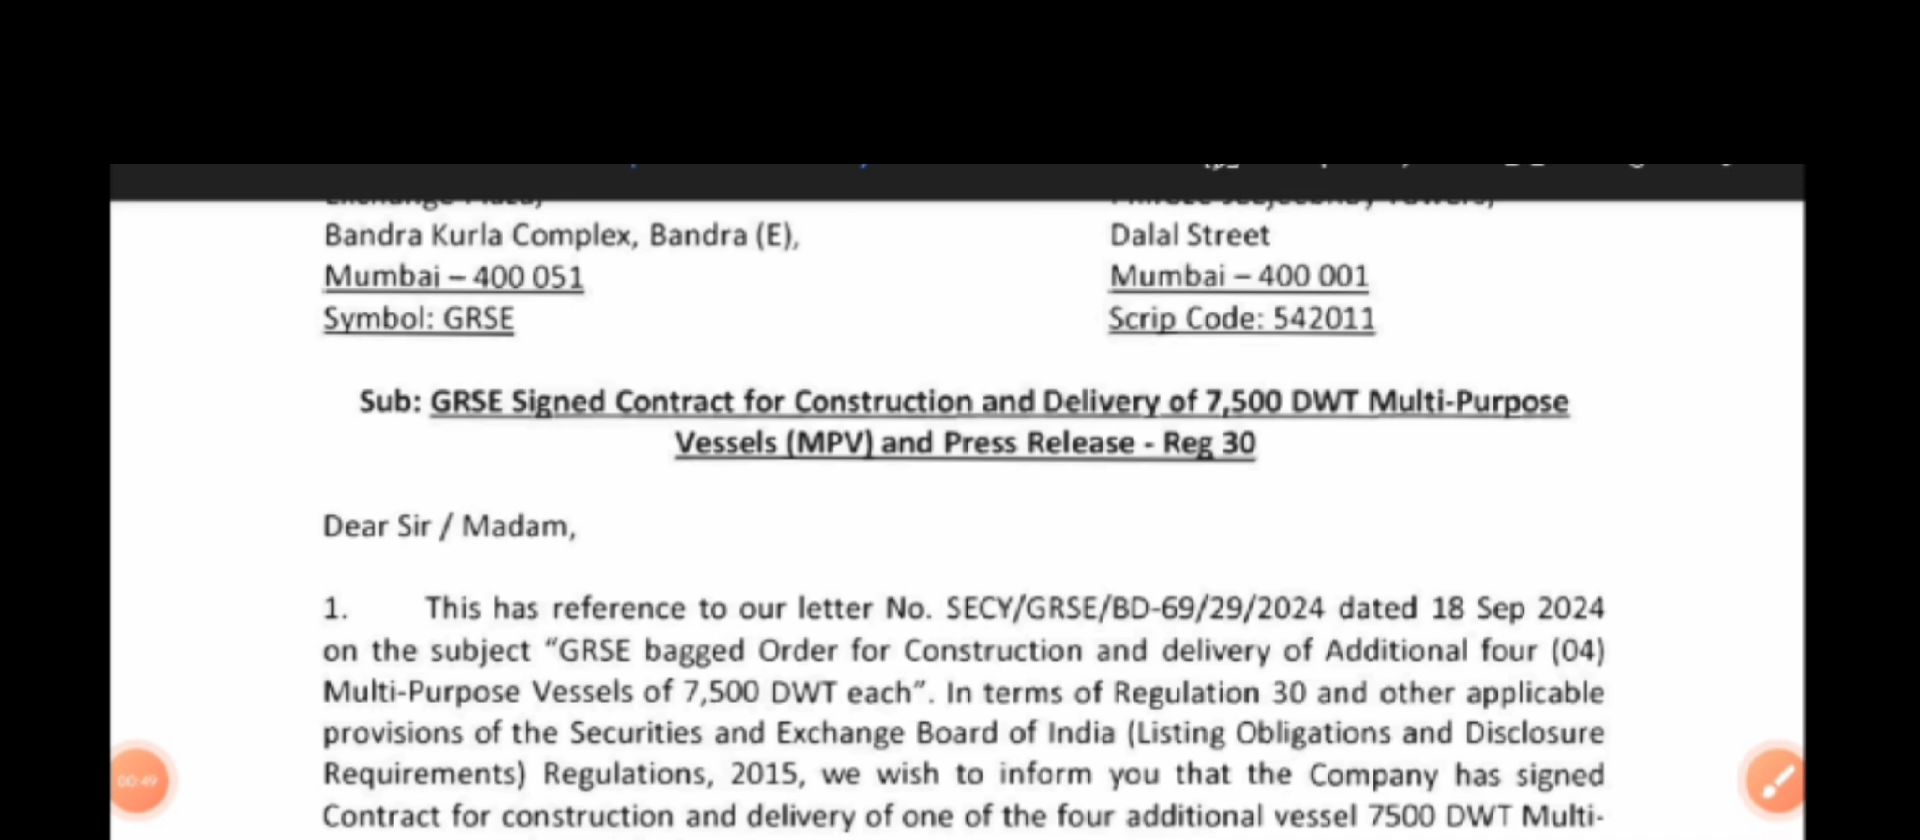 Bandra Kurla Complex, Bandra (E),
Mumbai – 400 051
Symbol: GRSE
Dalal Street
Mumbai – 400 001
Scrip Code: 542011
Sub: GRSE Signed Contract for Construction and Delivery of 7,500 DWT Multi-Purpose
Vessels (MPV) and Press Release - Reg 30
Dear Sir / Madam,
1. This has reference to our letter No. SECY/GRSE/BD-69/29/2024 dated 18 Sep 2024
on the subject “GRSE bagged Order for Construction and delivery of Additional four (04)
Multi-Purpose Vessels of 7,500 DWT each”. In terms of Regulation 30 and other applicable
provisions of the Securities and Exchange Board of India (Listing Obligations and Disclosure
Requirements) Regulations, 2015, we wish to inform you that the Company has signed
Contract for construction and delivery of one of the four additional vessel 7500 DWT Multi-
00:49